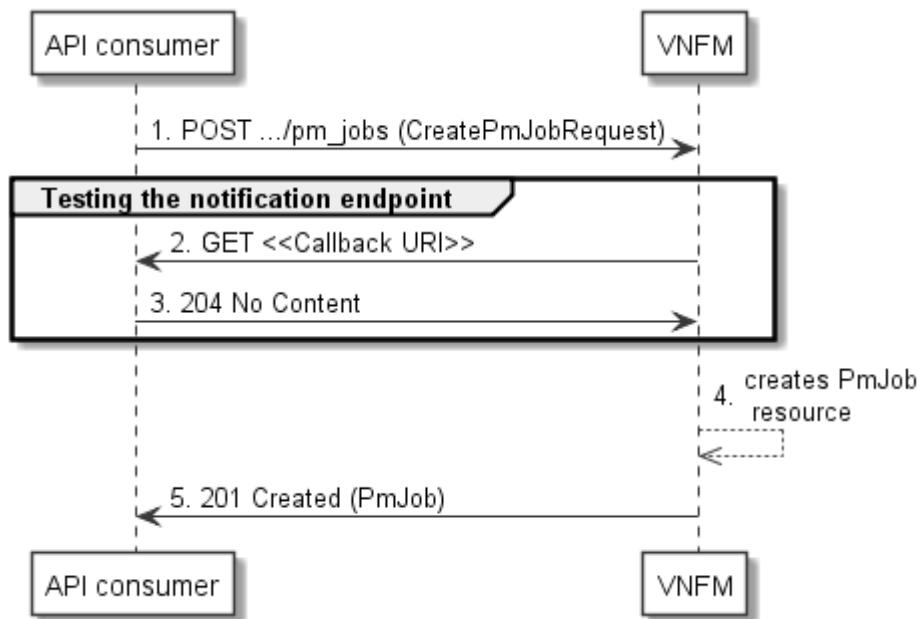 API consumer
VNFM
1. POST .../pm_jobs (CreatePmJobRequest)
Testing the notification endpoint
2. GET <<Callback URI>>
3. 204 No Content
4. creates PmJob
resource
5. 201 Created (PmJob)
API consumer
VNFM